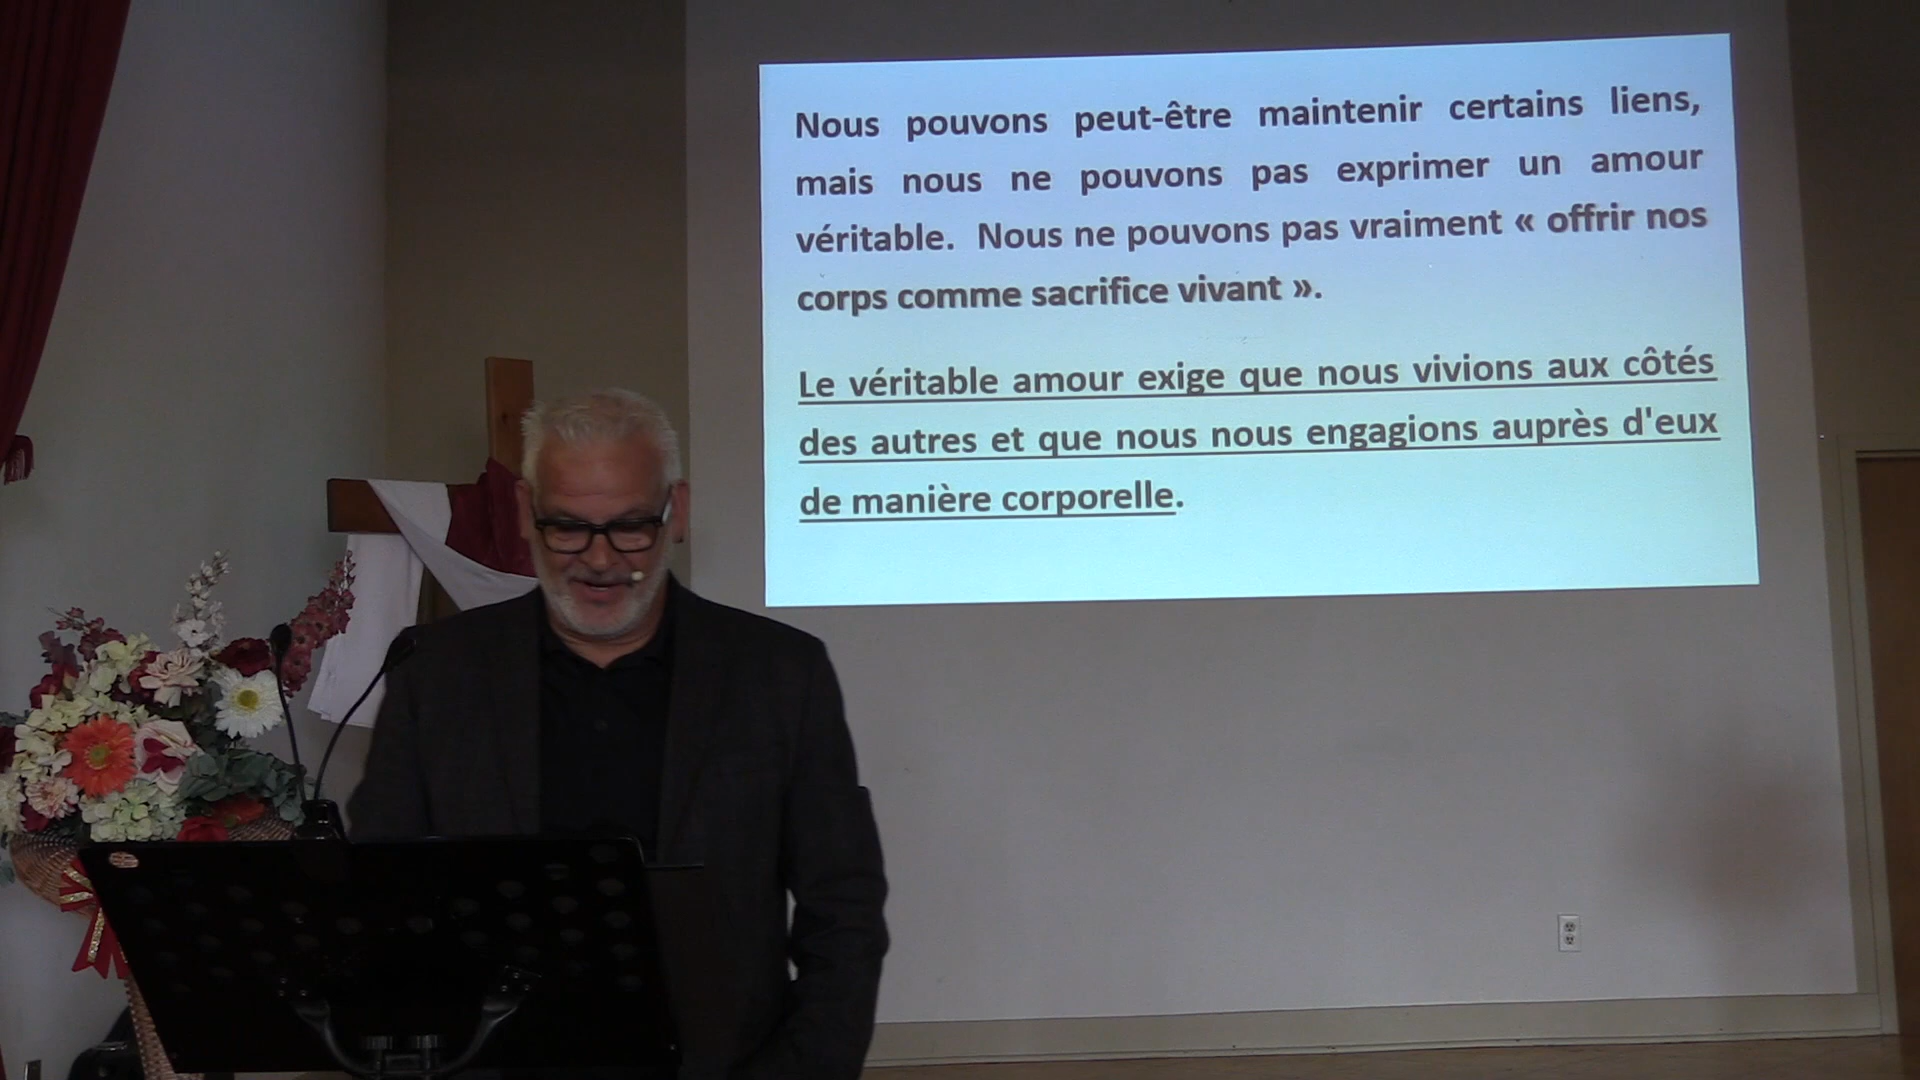 Nous pouvons peut-être maintenir certains liens,
mais nous ne pouvons pas exprimer un amour
véritable. Nous ne pouvons pas vraiment « offrir nos
corps comme sacrifice vivant ».
Le véritable amour exige que nous vivions aux côtés
des autres et que nous nous engagions auprès d'eux
de manière corporelle.